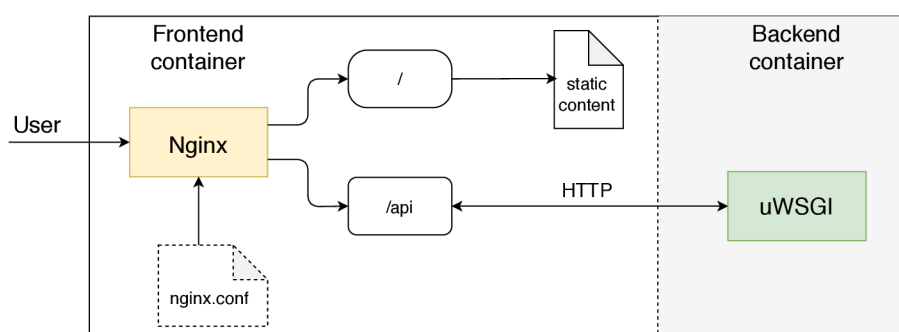 Frontend
container
Backend
container
/
static
content
User
Nginx
HTTP
/api
uWSGI
nginx.conf